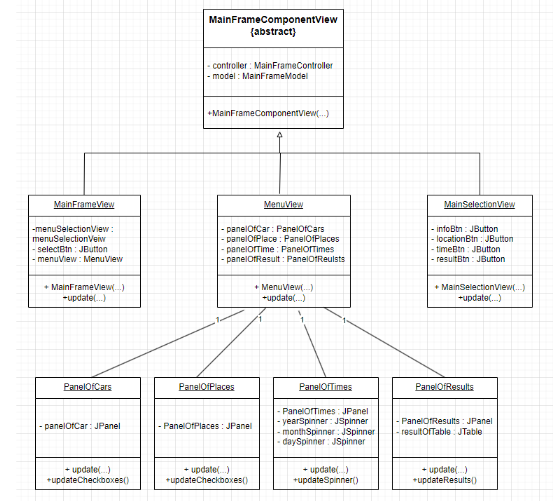 MainFrameComponentView
{abstract}
- controller : MainFrameController
- model : MainFrameModel
+MainFrameComponentView(...)
MainFrameView
-menuSelectionView :
menuSelectionVeiw
- selectBtn : JButton
- menuView : MenuView
+ MainFrameView(...)
+update(...)
MenuView
- panelOfCar : PanelOfCars
- panelOfPlace : PanelOfPlaces
- panelOfTime : PanelOfTimes
- panelOfResult : PanelOfReulsts
+ MenuView(...)
+update(...)
MainSelectionView
- infoBtn : JButton
- locationBtn : JButton
- timeBtn : JButton
- resultBtn : JButton
+ MainSelectionView(...)
+update(...)
1
1
1
1
PanelOfCars
- panelOfCar : JPanel
+ update(...)
+updateCheckboxes()
PanelOfPlaces
- PanelOfPlaces : JPanel
+ update(...)
+updateCheckboxes()
PanelOfTimes
- PanelOfTimes : JPanel
- yearSpinner : JSpinner
- monthSpinner : JSpinner
- daySpinner : JSpinner
+ update(...)
+updateSpinner()
PanelOfResults
- PanelOfResults : JPanel
- resultOfTable : JTable
+ update(...)
+updateResults()